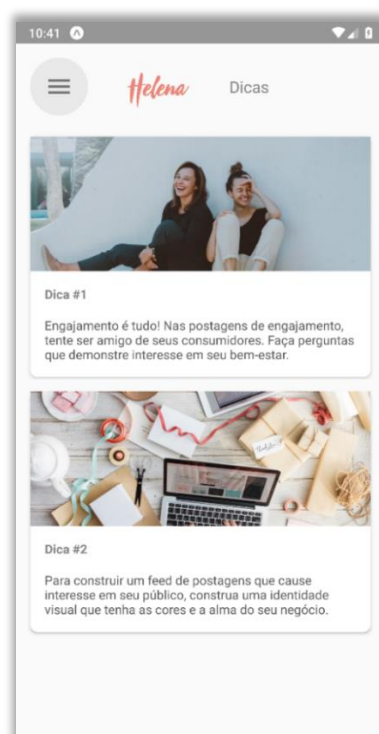 10:41
Helena Dicas
Dica #1
Engajamento é tudo! Nas postagens de engajamento,
tente ser amigo de seus consumidores. Faça perguntas
que demonstre interesse em seu bem-estar.
Dica #2
Para construir um feed de postagens que cause
interesse em seu público, construa uma identidade
visual que tenha as cores e a alma do seu negócio.